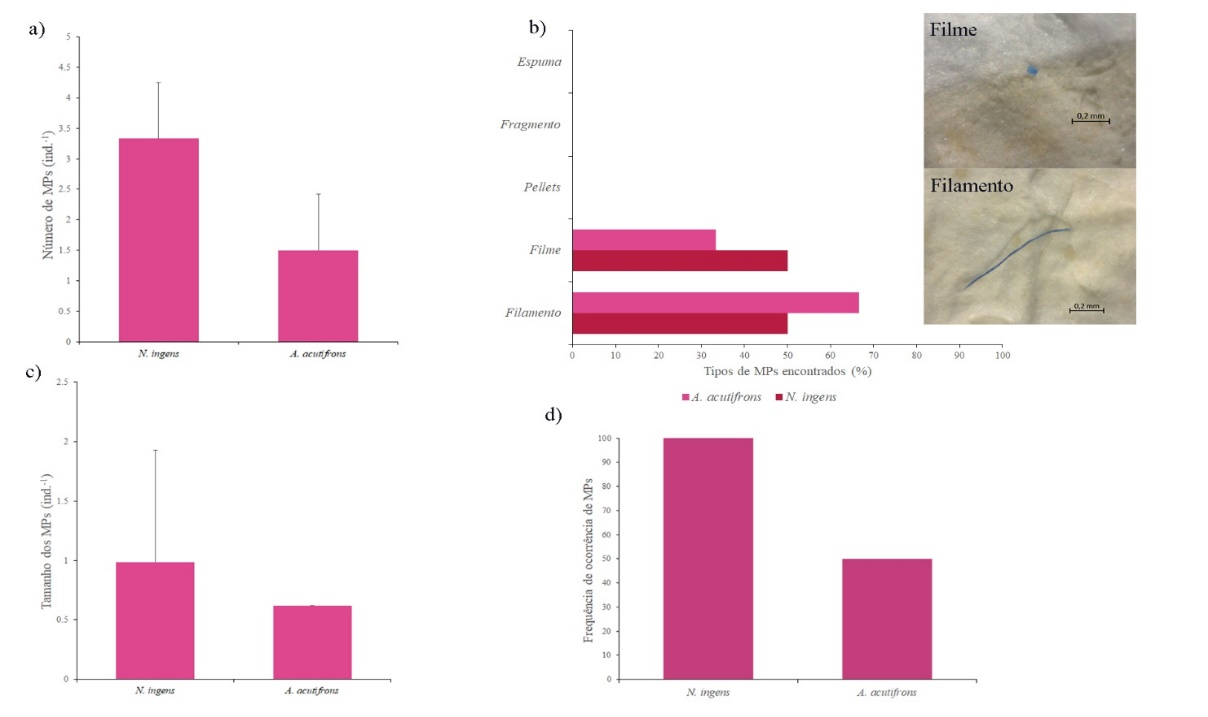 a)
Número de MPs (ind.⁻¹)
5
4.5
4
3.5
3
2.5
2
1.5
1
0.5
0
N. ingens
A. acutifrons
b)
Espuma
Fragmento
Pellets
Filme
Filamento
0 10 20 30 40 50 60 70 80 90 100
Tipos de MPs encontrados (%)
A. acutifrons
N. ingens
Filme
0,2 mm
Filamento
0,2 mm
c)
Tamanho dos MPs (ind.⁻¹)
2.5
2
1.5
1
0.5
0
N. ingens
A. acutifrons
d)
Frequência de ocorrência de MPs
100
90
80
70
60
50
40
30
20
10
0
N. ingens
A. acutifrons